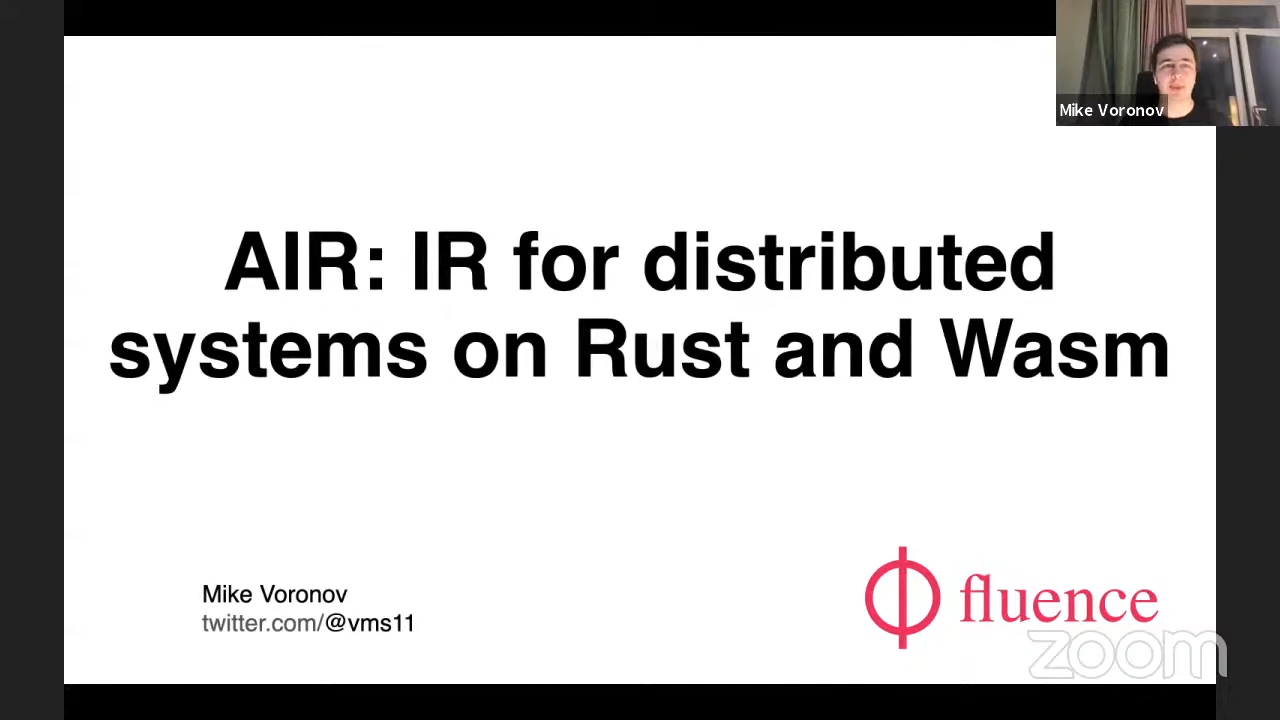 Mike Voronov
AIR: IR for distributed
systems on Rust and Wasm
Mike Voronov
twitter.com/@vms11
fluence
zoom